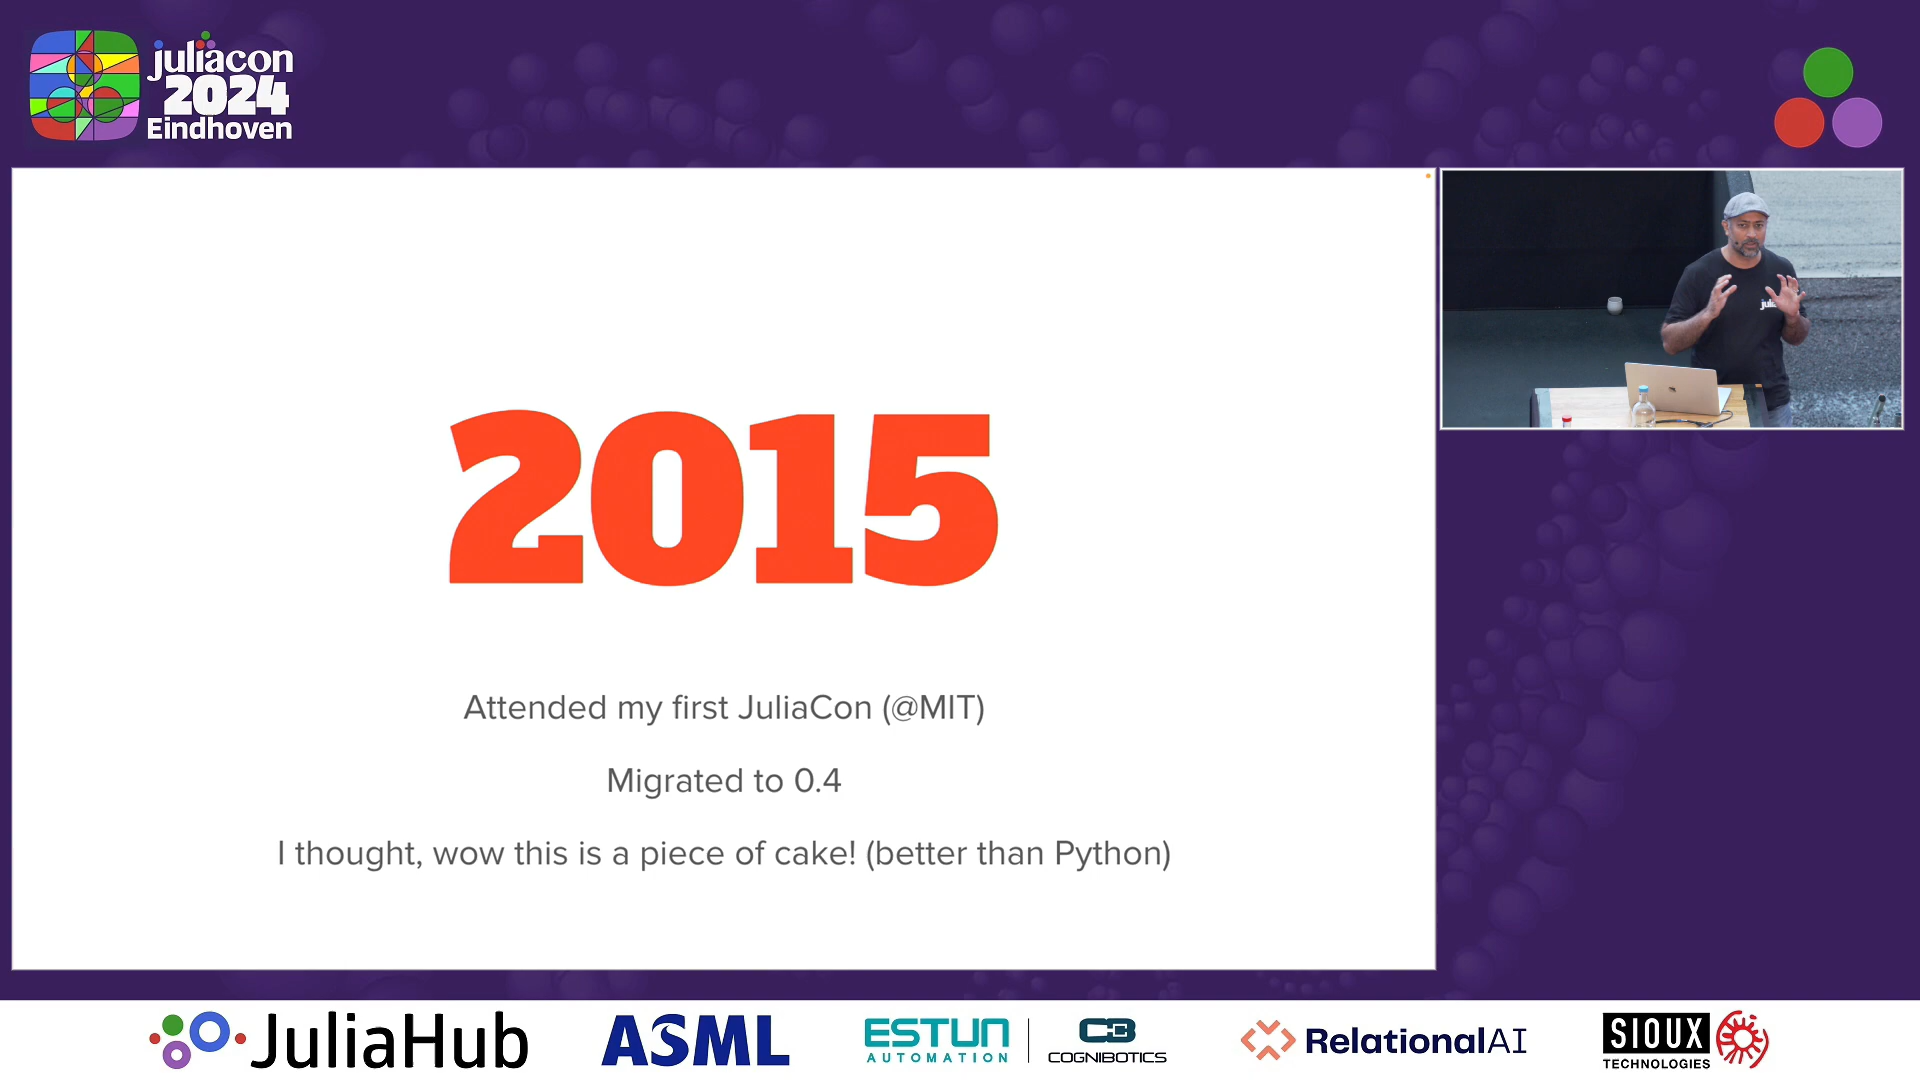 juliacon
2024
Eindhoven
2015
Attended my first JuliaCon (@MIT)
Migrated to 0.4
I thought, wow this is a piece of cake! (better than Python)
JuliaHub
ASML
ESTUN
AUTOMATION
COGNIBOTICS
RelationalAI
SIOUX
TECHNOLOGIES